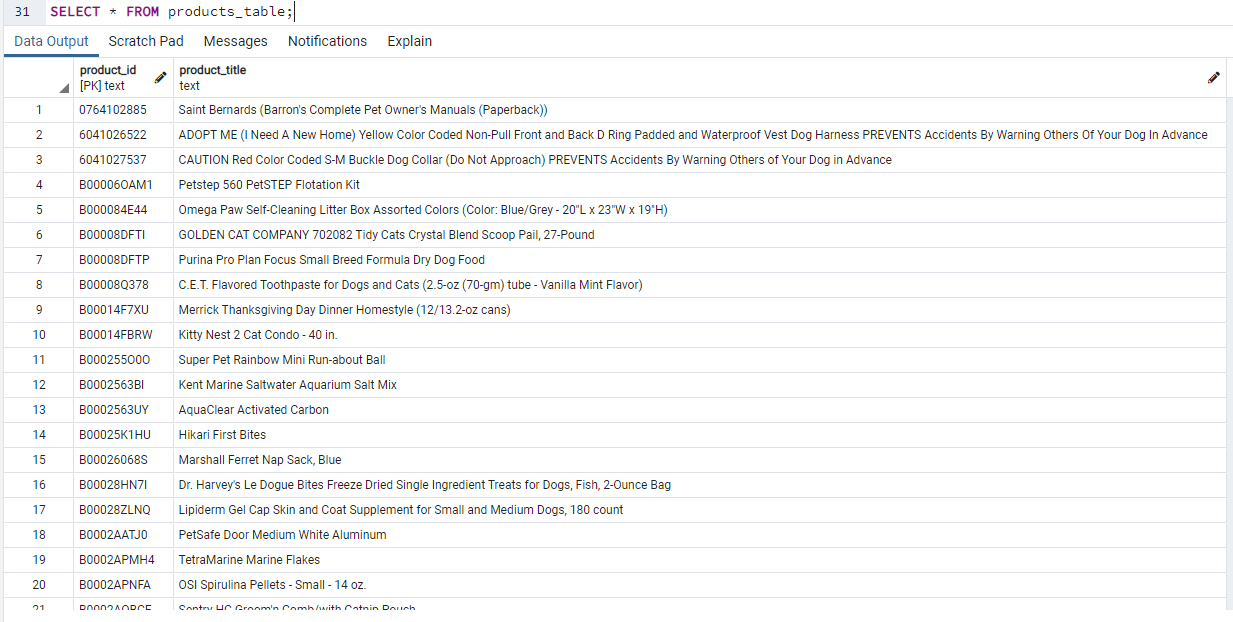 31 SELECT * FROM products_table;
Data Output Scratch Pad Messages Notifications Explain
product_id product_title
[PK] text text
1 0764102885 Saint Bernards (Barron's Complete Pet Owner's Manuals (Paperback))
2 6041026522 ADOPT ME (I Need A New Home) Yellow Color Coded Non-Pull Front and Back D Ring Padded and Waterproof Vest Dog Harness PREVENTS Accidents By Warning Others Of Your Dog In Advance
3 6041027537 CAUTION Red Color Coded S-M Buckle Dog Collar (Do Not Approach) PREVENTS Accidents By Warning Others of Your Dog in Advance
4 B00006OAM1 Petstep 560 PetSTEP Flotation Kit
5 B000084E44 Omega Paw Self-Cleaning Litter Box Assorted Colors (Color: Blue/Grey - 20"L x 23"W x 19"H)
6 B00008DFTI GOLDEN CAT COMPANY 702082 Tidy Cats Crystal Blend Scoop Pail, 27-Pound
7 B00008DFTP Purina Pro Plan Focus Small Breed Formula Dry Dog Food
8 B00008Q378 C.E.T. Flavored Toothpaste for Dogs and Cats (2.5-oz (70-gm) tube - Vanilla Mint Flavor)
9 B00014F7XU Merrick Thanksgiving Day Dinner Homestyle (12/13.2-oz cans)
10 B00014FBRW Kitty Nest 2 Cat Condo - 40 in.
11 B000255O0O Super Pet Rainbow Mini Run-about Ball
12 B0002563BI Kent Marine Saltwater Aquarium Salt Mix
13 B0002563UY AquaClear Activated Carbon
14 B00025K1HU Hikari First Bites
15 B00026068S Marshall Ferret Nap Sack, Blue
16 B00028HN7I Dr. Harvey's Le Dogue Bites Freeze Dried Single Ingredient Treats for Dogs, Fish, 2-Ounce Bag
17 B00028ZLNQ Lipiderm Gel Cap Skin and Coat Supplement for Small and Medium Dogs, 180 count
18 B0002AATJ0 PetSafe Door Medium White Aluminum
19 B0002APMH4 TetraMarine Marine Flakes
20 B0002APNFA OSI Spirulina Pellets - Small - 14 oz.
21 Sentry HC Groom'n Comb/with Catnip Pouch